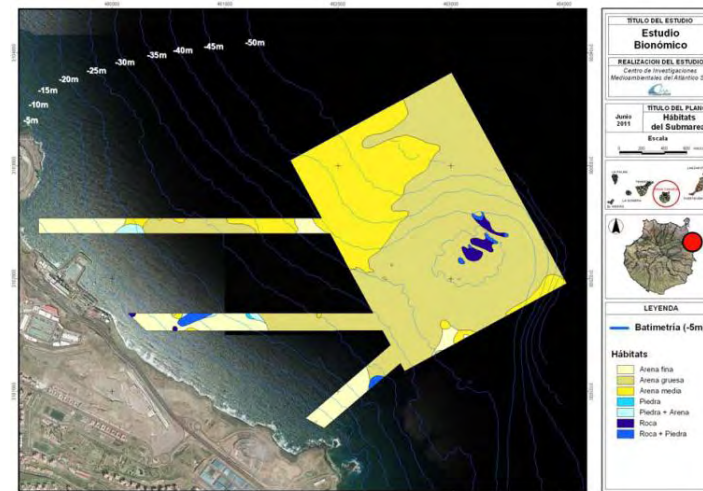 -5m
-10m
-15m
-20m
-25m
-30m
-35m
-40m
-45m
-50m
TÍTULO DEL ESTUDIO
Estudio
Bionómico
REALIZACION DEL ESTUDIO
Centro de Investigaciones
Medioambientales del Atlántico
TÍTULO DEL PLANO
Junio
2011
Hábitats
del Submareal
Escala
LEYENDA
Batimetría (-5m)
Hábitats
Arena fina
Arena gruesa
Arena media
Piedra
Piedra + Arena
Roca
Roca + Piedra